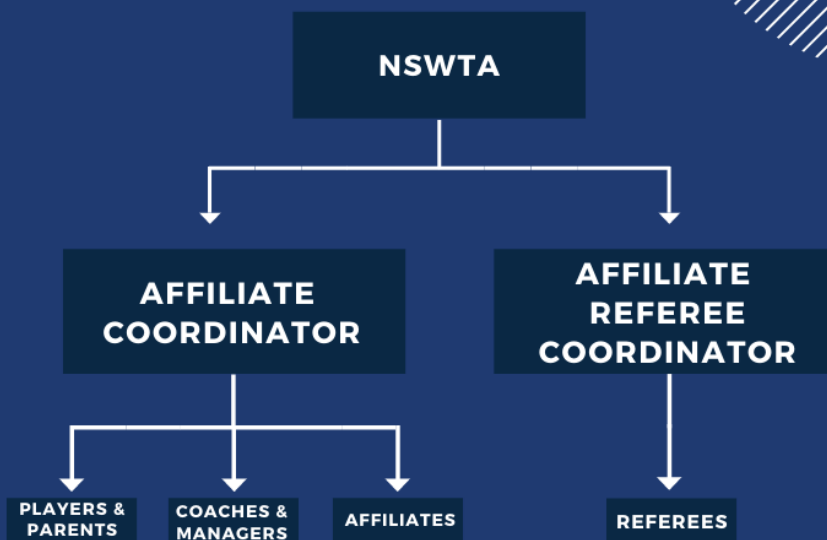 NSWTA
AFFILIATE
COORDINATOR
AFFILIATE
REFEREE
COORDINATOR
PLAYERS &
PARENTS
COACHES &
MANAGERS
AFFILIATES
REFEREES